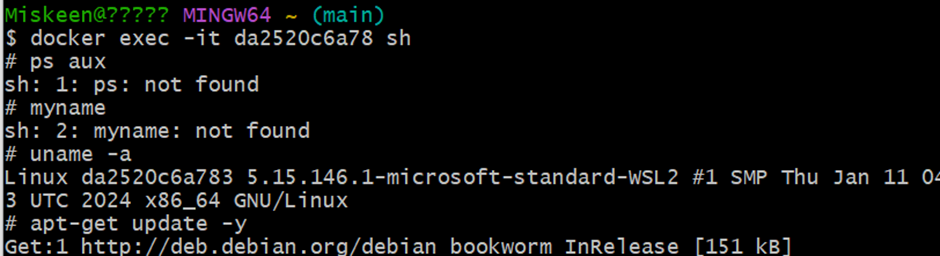 Miskeen@????? MINGW64 ~ (main)
$ docker exec -it da2520c6a78 sh
# ps aux
sh: 1: ps: not found
# myname
sh: 2: myname: not found
# uname -a
Linux da2520c6a783 5.15.146.1-microsoft-standard-WSL2 #1 SMP Thu Jan 11 04
3 UTC 2024 x86_64 GNU/Linux
# apt-get update -y
Get:1 http://deb.debian.org/debian bookworm InRelease [151 kB]